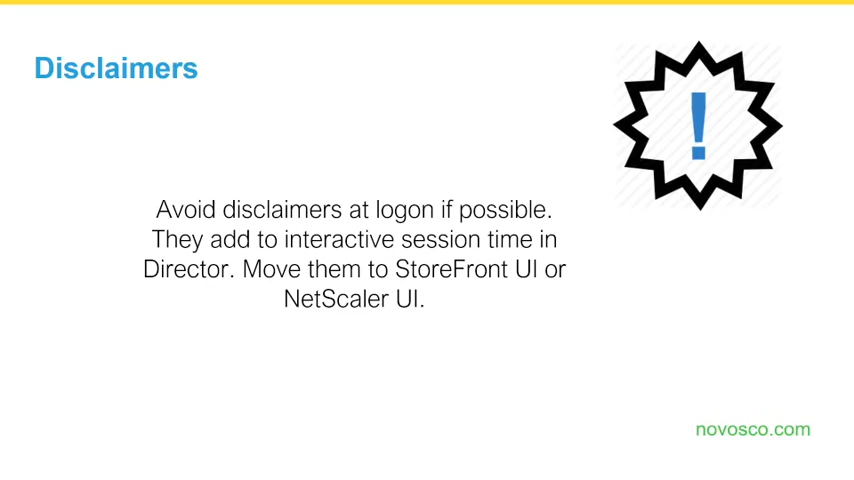 Disclaimers
!
Avoid disclaimers at logon if possible.
They add to interactive session time in
Director. Move them to StoreFront UI or
NetScaler UI.
novosco.com